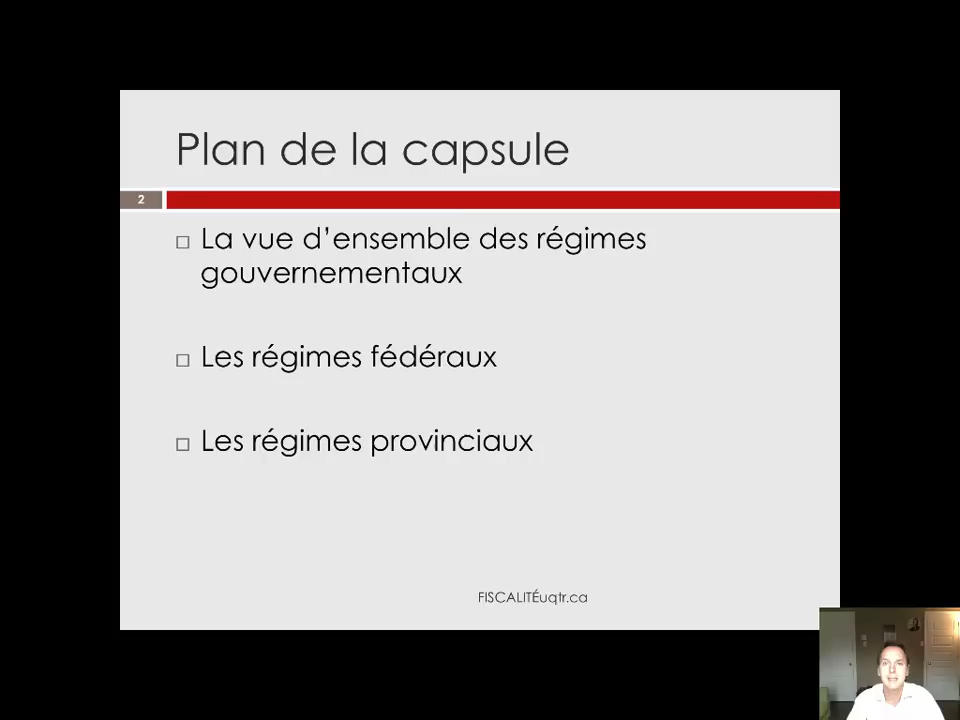 Plan de la capsule
2
La vue d’ensemble des régimes
gouvernementaux
Les régimes fédéraux
Les régimes provinciaux
FISCALITÉuqtr.ca